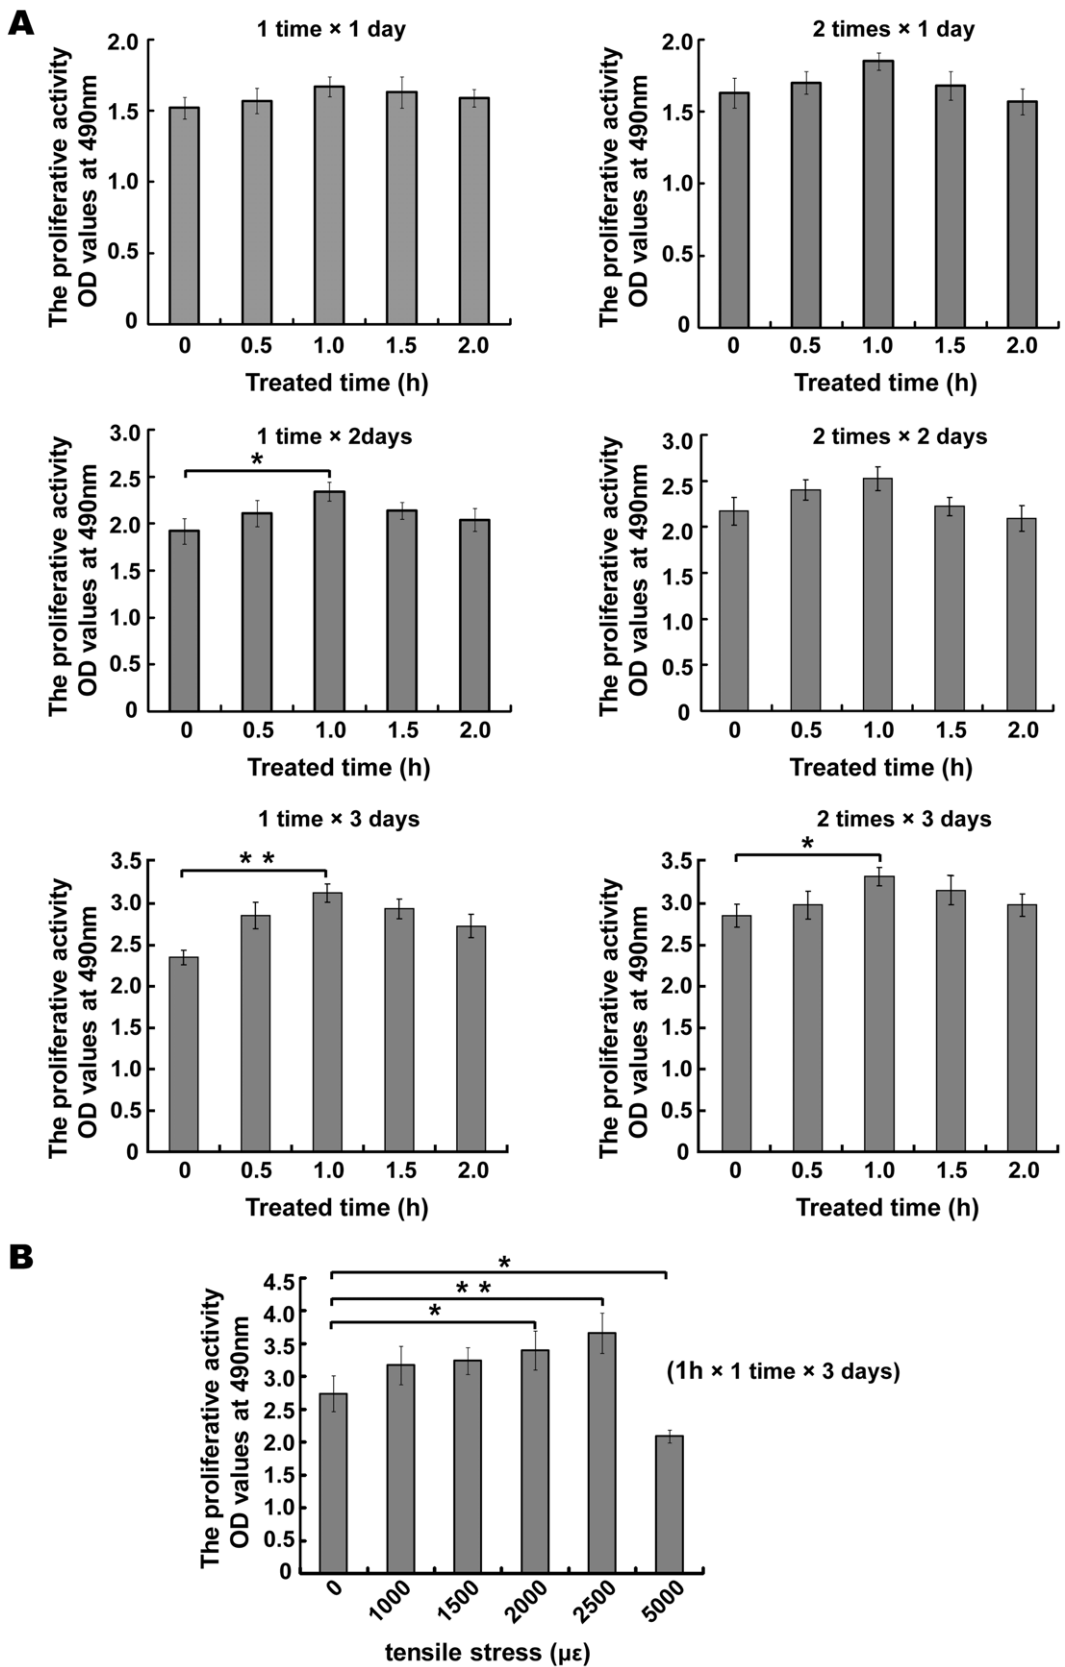 A
1 time × 1 day
The proliferative activity
OD values at 490nm
2.0
1.5
1.0
0.5
0
0 0.5 1.0 1.5 2.0
Treated time (h)
2 times × 1 day
The proliferative activity
OD values at 490nm
2.0
1.5
1.0
0.5
0
0 0.5 1.0 1.5 2.0
Treated time (h)
1 time × 2days
*
The proliferative activity
OD values at 490nm
3.0
2.5
2.0
1.5
1.0
0.5
0
0 0.5 1.0 1.5 2.0
Treated time (h)
2 times × 2 days
The proliferative activity
OD values at 490nm
3.0
2.5
2.0
1.5
1.0
0.5
0
0 0.5 1.0 1.5 2.0
Treated time (h)
1 time × 3 days
* *
The proliferative activity
OD values at 490nm
3.5
3.0
2.5
2.0
1.5
1.0
0.5
0
0 0.5 1.0 1.5 2.0
Treated time (h)
2 times × 3 days
*
The proliferative activity
OD values at 490nm
3.5
3.0
2.5
2.0
1.5
1.0
0.5
0
0 0.5 1.0 1.5 2.0
Treated time (h)
B
*
* *
*
The proliferative activity
OD values at 490nm
4.5
4.0
3.5
3.0
2.5
2.0
1.5
1.0
0.5
0
(1h × 1 time × 3 days)
0 1000 1500 2000 2500 5000
tensile stress (με)